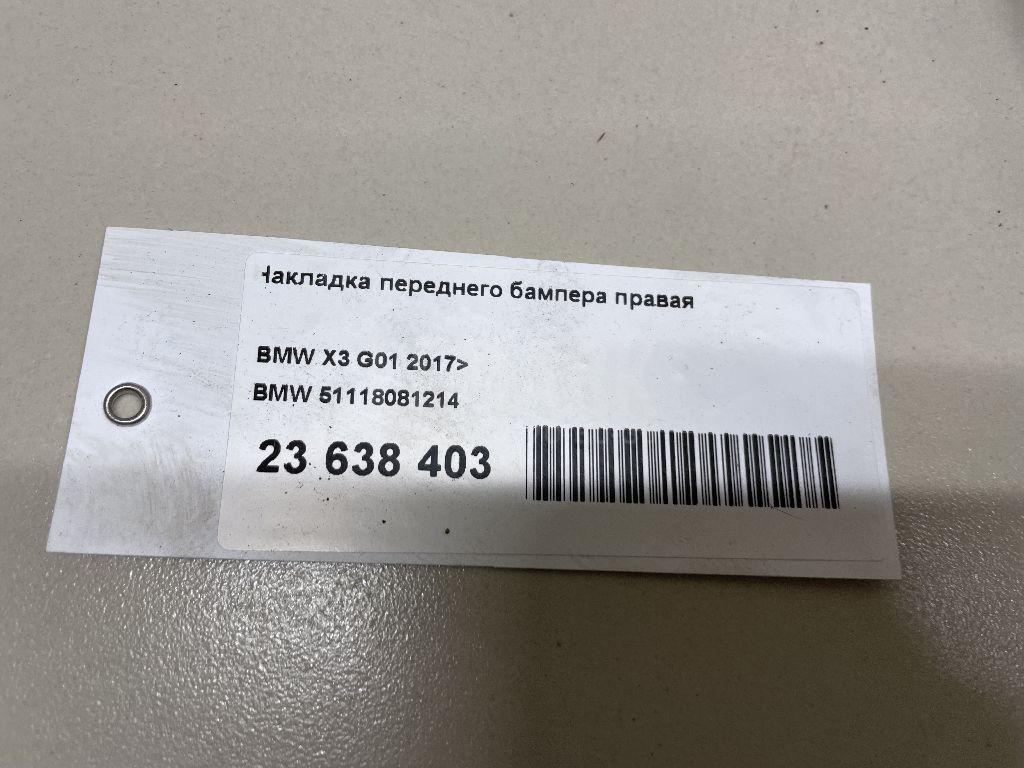 Накладка переднего бампера правая
BMW X3 G01 2017>
BMW 51118081214
23 638 403